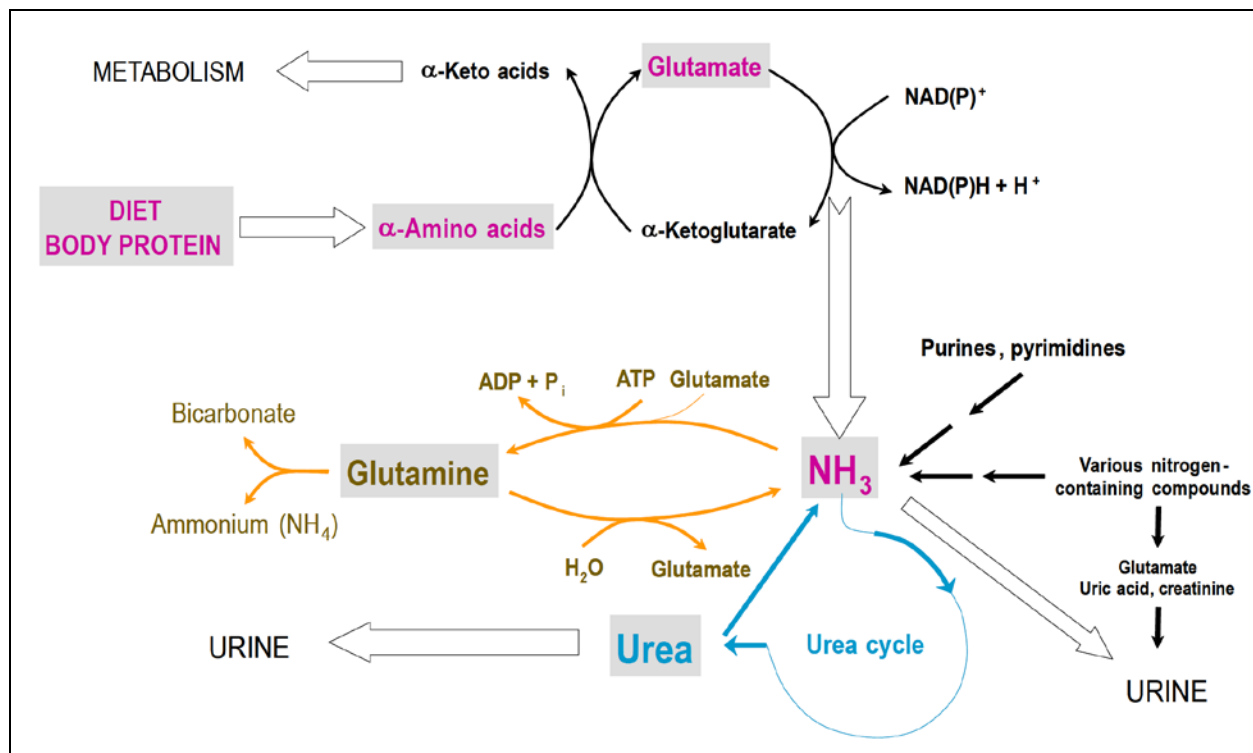 METABOLISM
α-Keto acids
Glutamate
NAD(P)⁺
NAD(P)H + H⁺
DIET
BODY PROTEIN
α-Amino acids
α-Ketoglutarate
Purines, pyrimidines
ADP + Pᵢ
ATP
Glutamate
Bicarbonate
Glutamine
NH₃
Various nitrogen-
containing compounds
Ammonium (NH₄)
H₂O
Glutamate
Glutamate
Uric acid, creatinine
URINE
Urea
Urea cycle
URINE